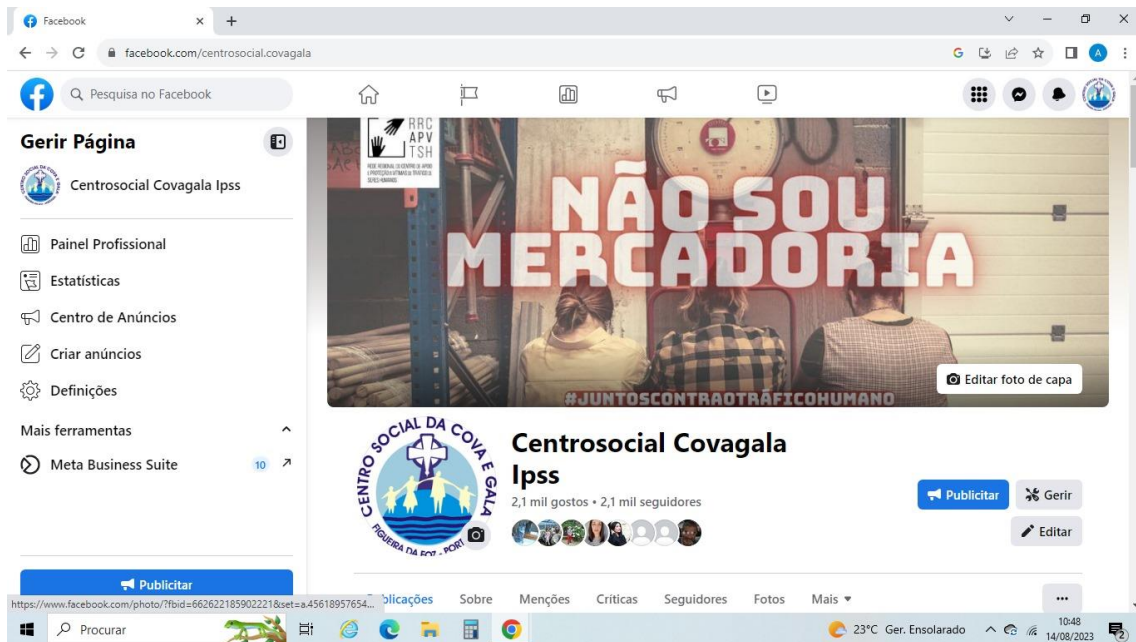 Facebook
facebook.com/centrosocial.covagala
Pesquisa no Facebook
Gerir Página
Centrosocial Covagala Ipss
Painel Profissional
Estatísticas
Centro de Anúncios
Criar anúncios
Definições
Mais ferramentas
Meta Business Suite 10
Publicitar
https://www.facebook.com/photo/?fbid=662622185902221&set=a.45618957654...
RRC
APV
TSH
NÃO SOU
MERCADORIA
#JUNTOSCONTRAOTRÁFICOHUMANO
Editar foto de capa
CENTRO SOCIAL DA COVA E GALA
FIGUEIRA DA FOZ - PORT
Centrosocial Covagala
Ipss
2,1 mil gostos • 2,1 mil seguidores
Publicitar Gerir
Editar
blicações Sobre Menções Críticas Seguidores Fotos Mais
Procurar
23°C Ger. Ensolarado
10:48
14/08/2023